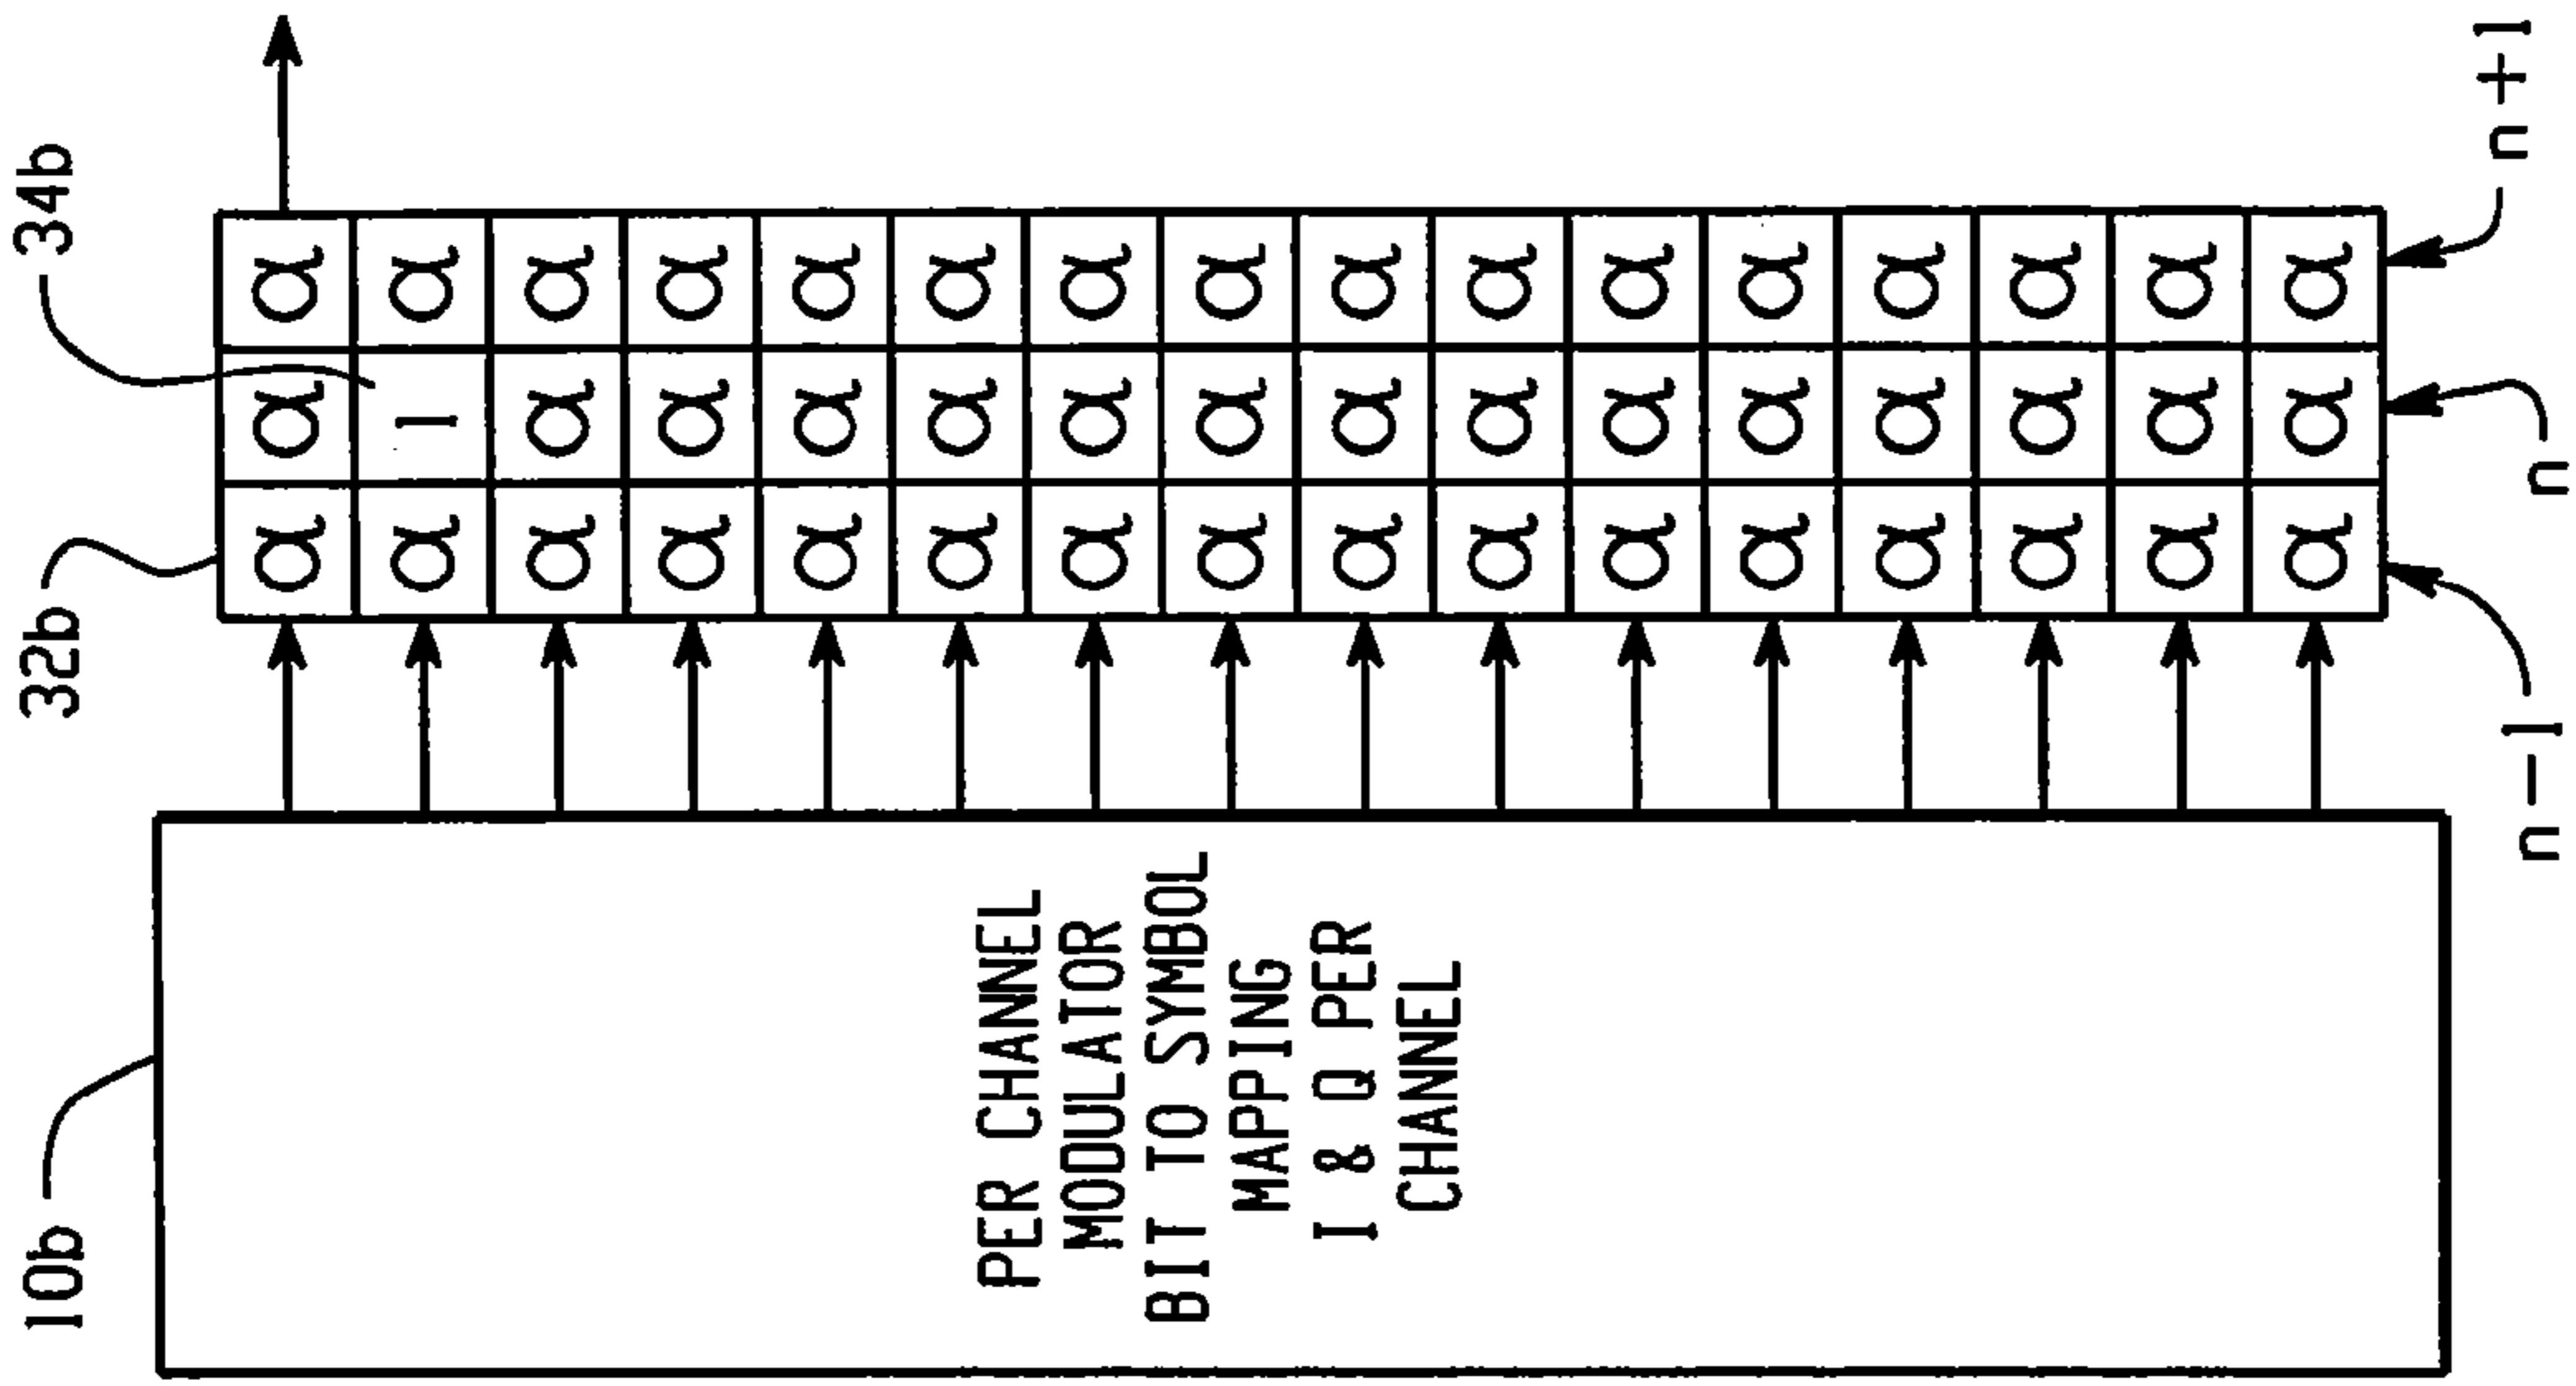 10b
32b
34b
PER CHANNEL
MODULATOR
BIT TO SYMBOL
MAPPING
I & Q PER
CHANNEL
α α α
α 1 α
α α α
α α α
α α α
α α α
α α α
α α α
α α α
α α α
α α α
α α α
α α α
α α α
α α α
α α α
n-1
n
n+1